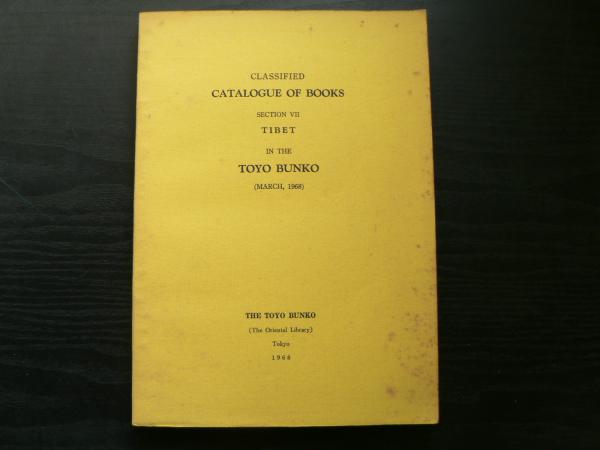 CLASSIFIED
CATALOGUE OF BOOKS
SECTION VII
TIBET
IN THE
TOYO BUNKO
(MARCH, 1968)
THE TOYO BUNKO
(The Oriental Library)
Tokyo
1968